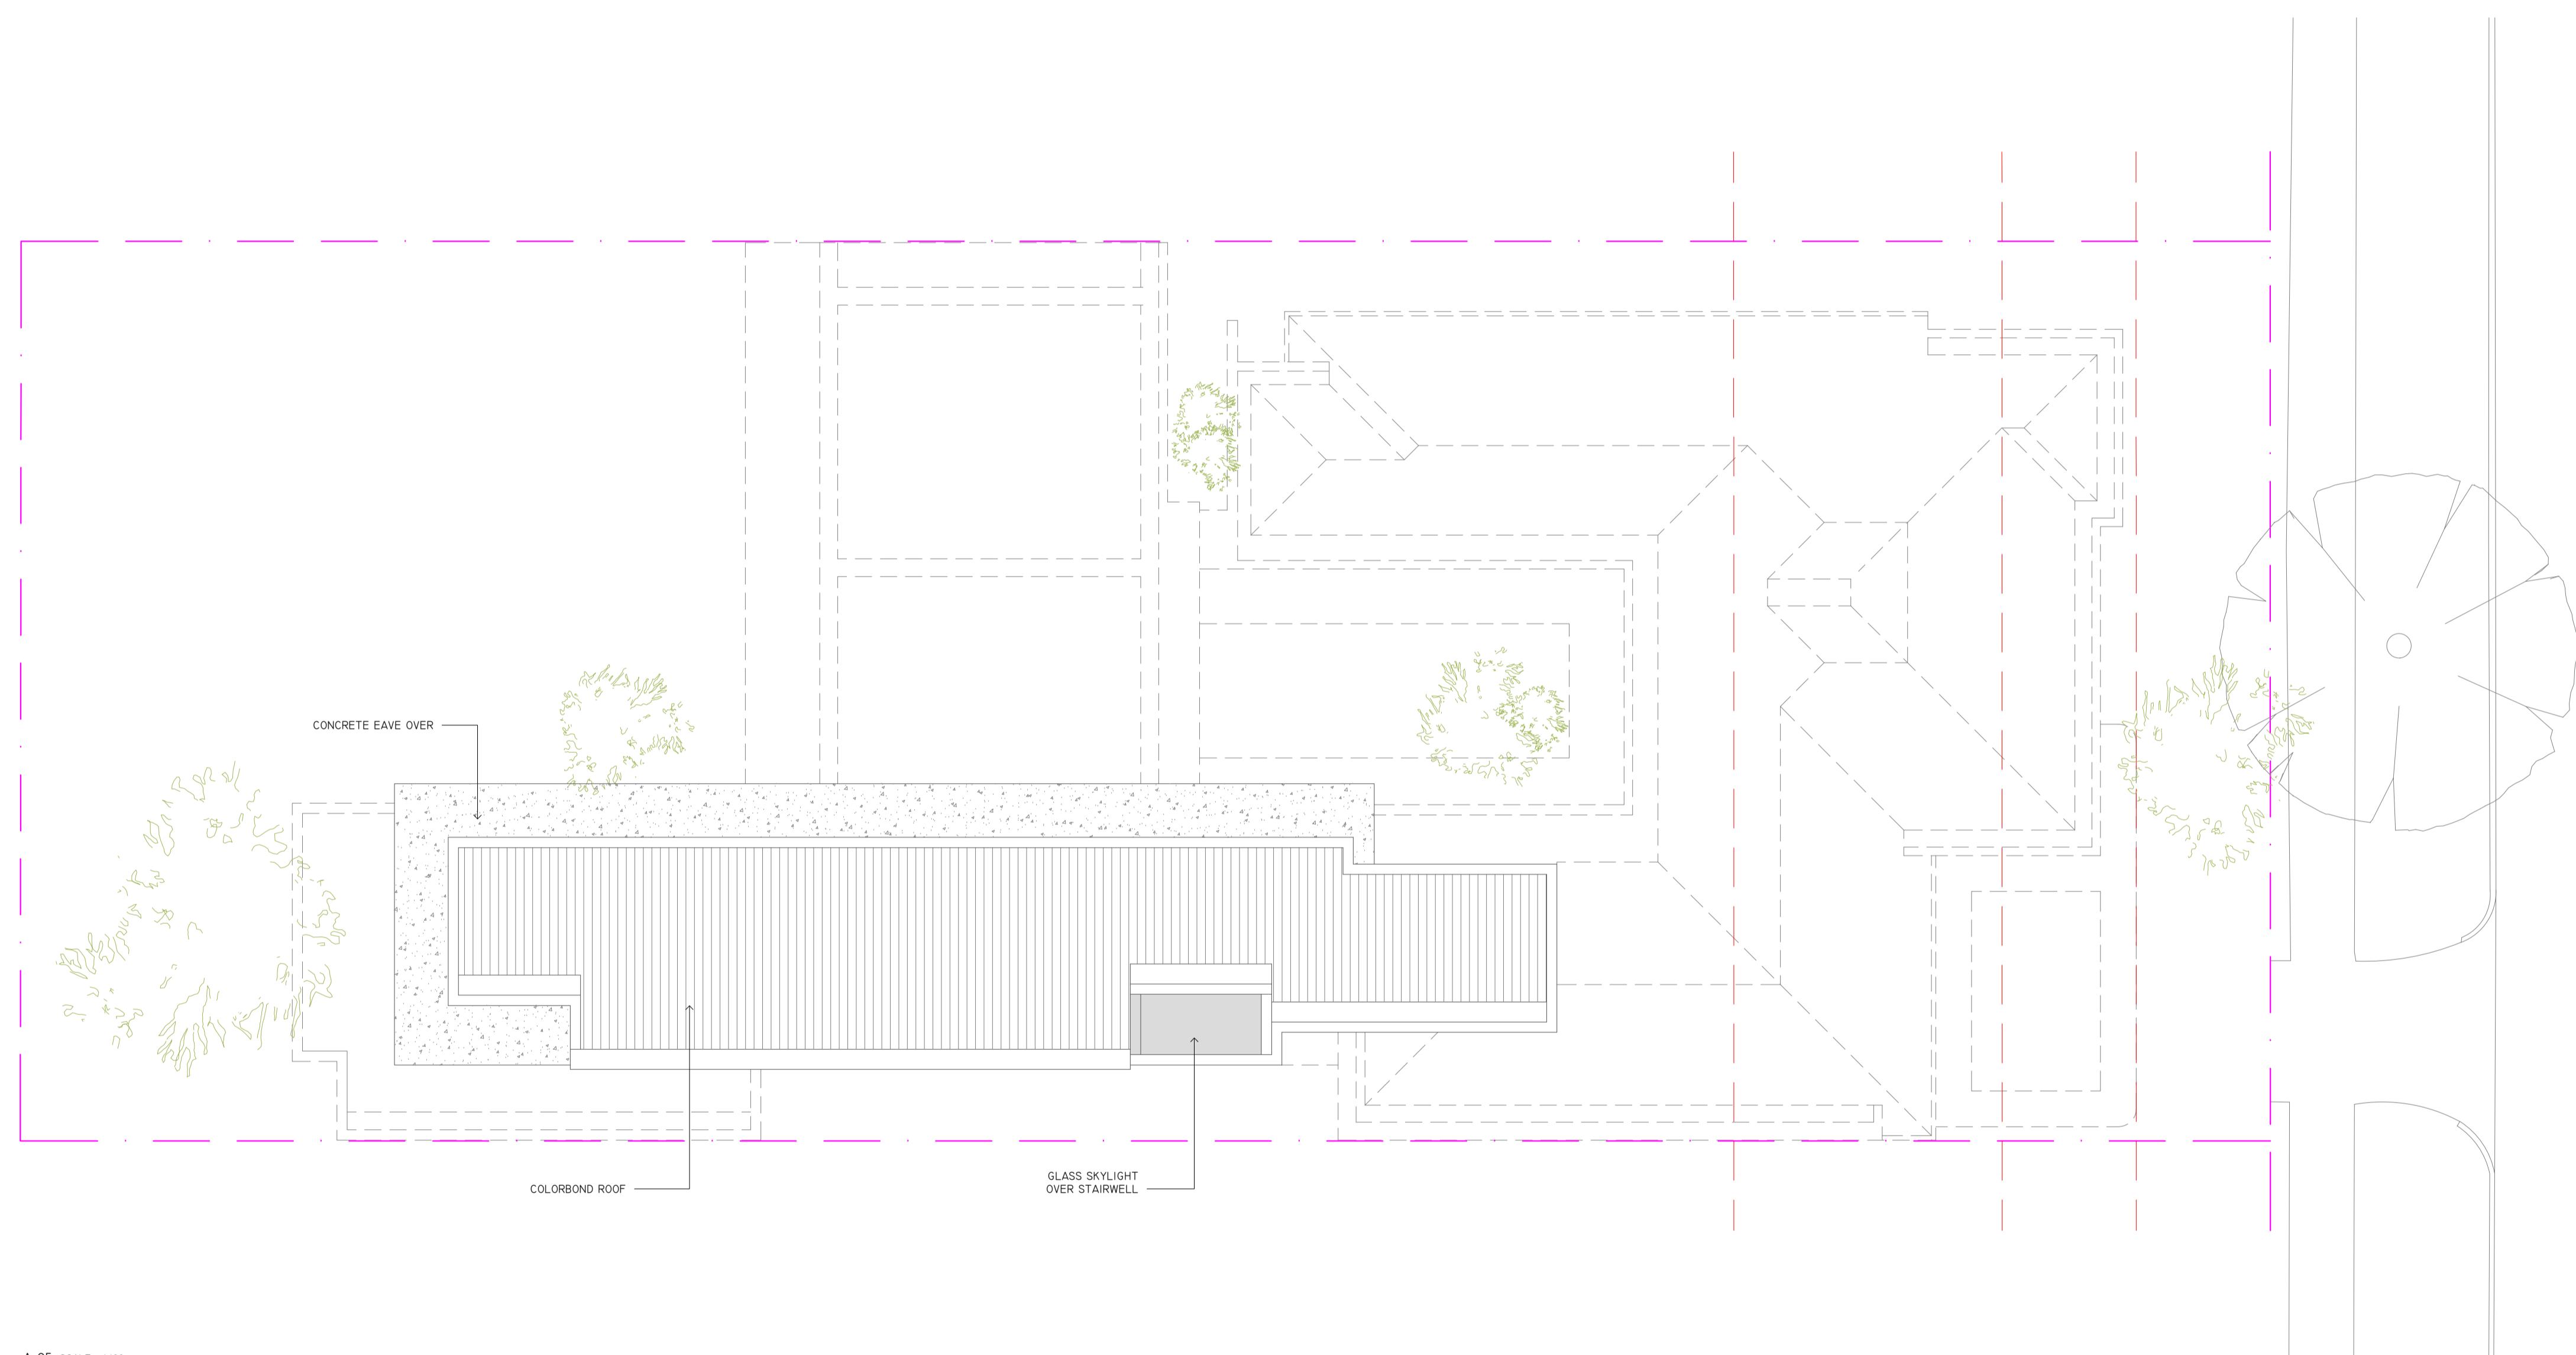 CONCRETE EAVE OVER
COLORBOND ROOF
GLASS SKYLIGHT
OVER STAIRWELL